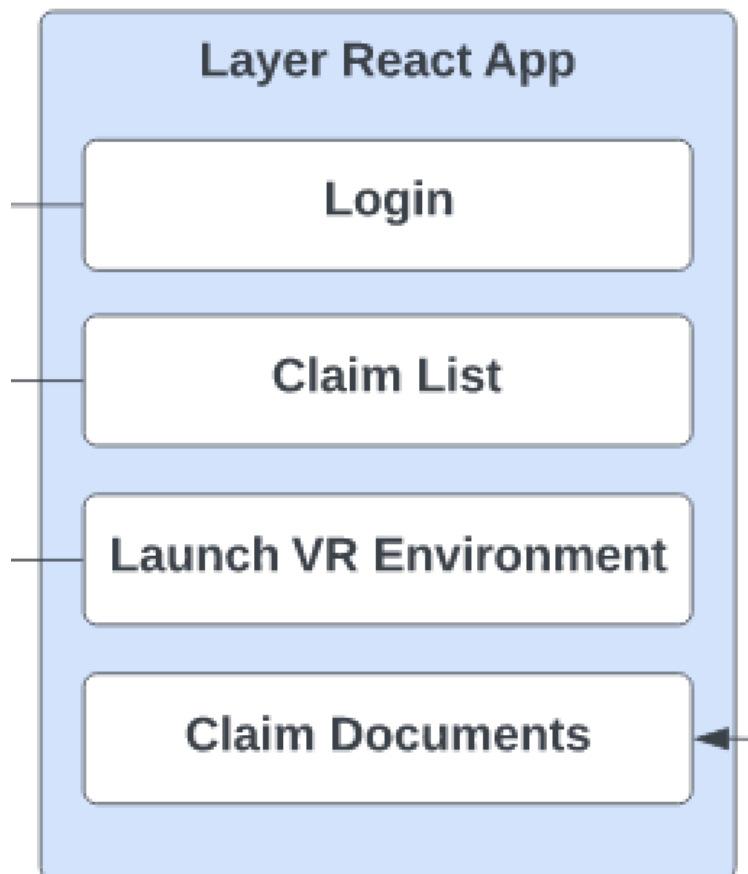 Layer React App
Login
Claim List
Launch VR Environment
Claim Documents